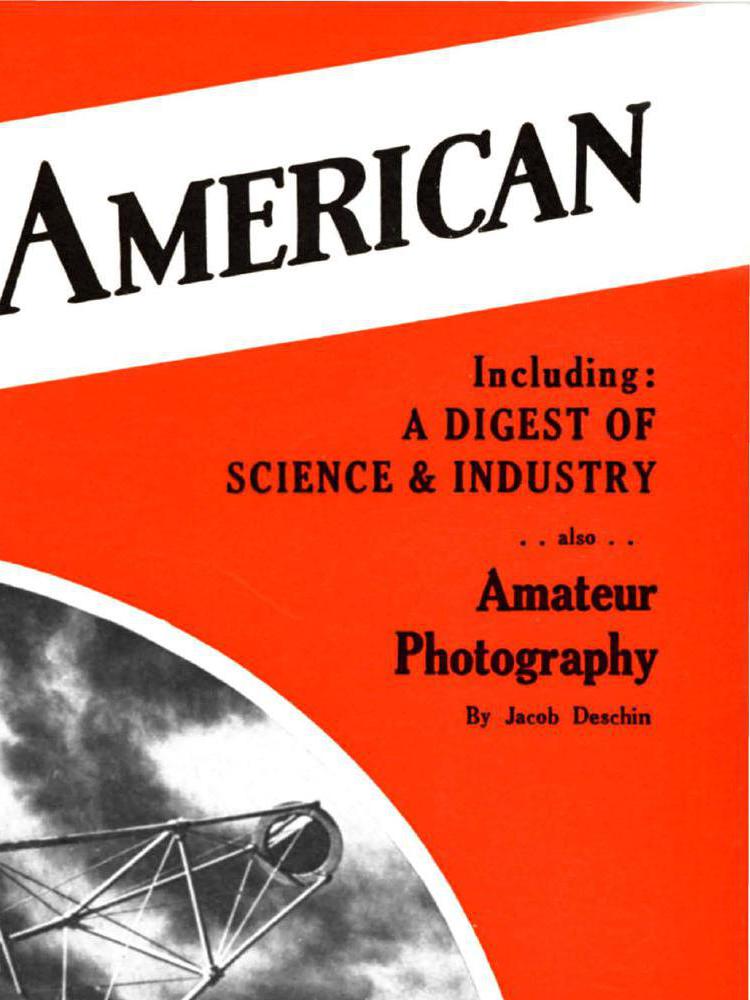 AMERICAN
Including:
A DIGEST OF
SCIENCE & INDUSTRY
. . also . .
Amateur
Photography
By Jacob Deschin